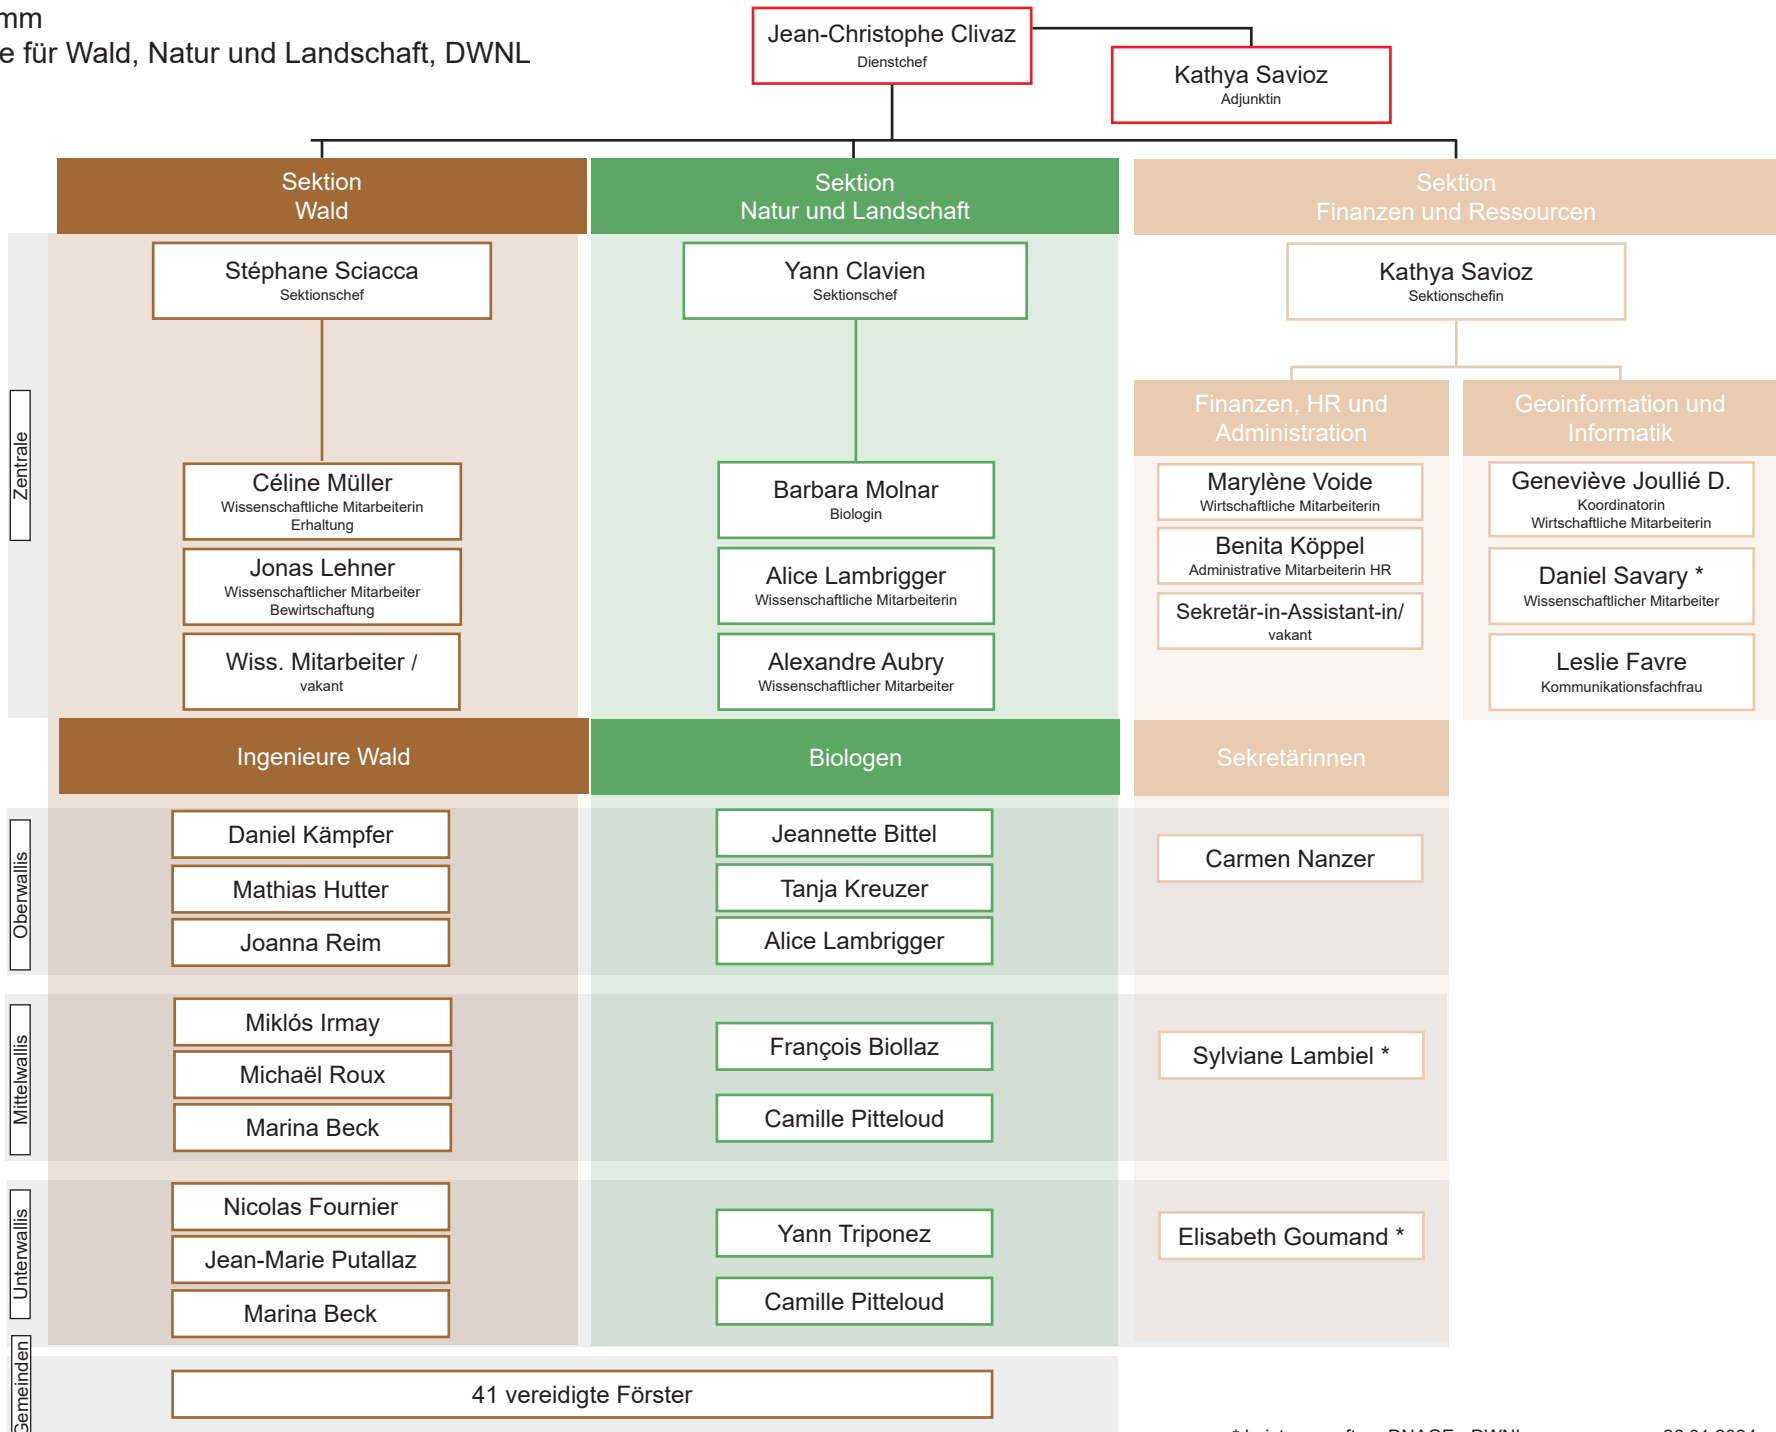 für Wald, Natur und Landschaft, DWNL
Jean-Christophe Clivaz
Dienstchef
Kathya Savioz
Adjunktin
Sektion
Wald
Sektion
Natur und Landschaft
Sektion
Finanzen und Ressourcen
Zentrale
Stéphane Sciacca
Sektionschef
Yann Clavien
Sektionschef
Kathya Savioz
Sektionschefin
Finanzen, HR und
Administration
Geoinformation und
Informatik
Céline Müller
Wissenschaftliche Mitarbeiterin
Erhaltung
Jonas Lehner
Wissenschaftlicher Mitarbeiter
Bewirtschaftung
Wiss. Mitarbeiter /
vakant
Barbara Molnar
Biologin
Alice Lambrigger
Wissenschaftliche Mitarbeiterin
Alexandre Aubry
Wissenschaftlicher Mitarbeiter
Marylène Voide
Wirtschaftliche Mitarbeiterin
Benita Köppel
Administrative Mitarbeiterin HR
Sekretär-in-Assistant-in/
vakant
Geneviève Joullié D.
Koordinatorin
Wirtschaftliche Mitarbeiterin
Daniel Savary *
Wissenschaftlicher Mitarbeiter
Leslie Favre
Kommunikationsfachfrau
Ingenieure Wald
Biologen
Sekretärinnen
Oberwallis
Daniel Kämpfer
Mathias Hutter
Joanna Reim
Jeannette Bittel
Tanja Kreuzer
Alice Lambrigger
Carmen Nanzer
Mittelwallis
Miklós Irmay
Michaël Roux
Marina Beck
François Biollaz
Camille Pitteloud
Sylviane Lambiel *
Unterwallis
Nicolas Fournier
Jean-Marie Putallaz
Marina Beck
Yann Triponez
Camille Pitteloud
Elisabeth Goumand *
Gemeinden
41 vereidigte Förster